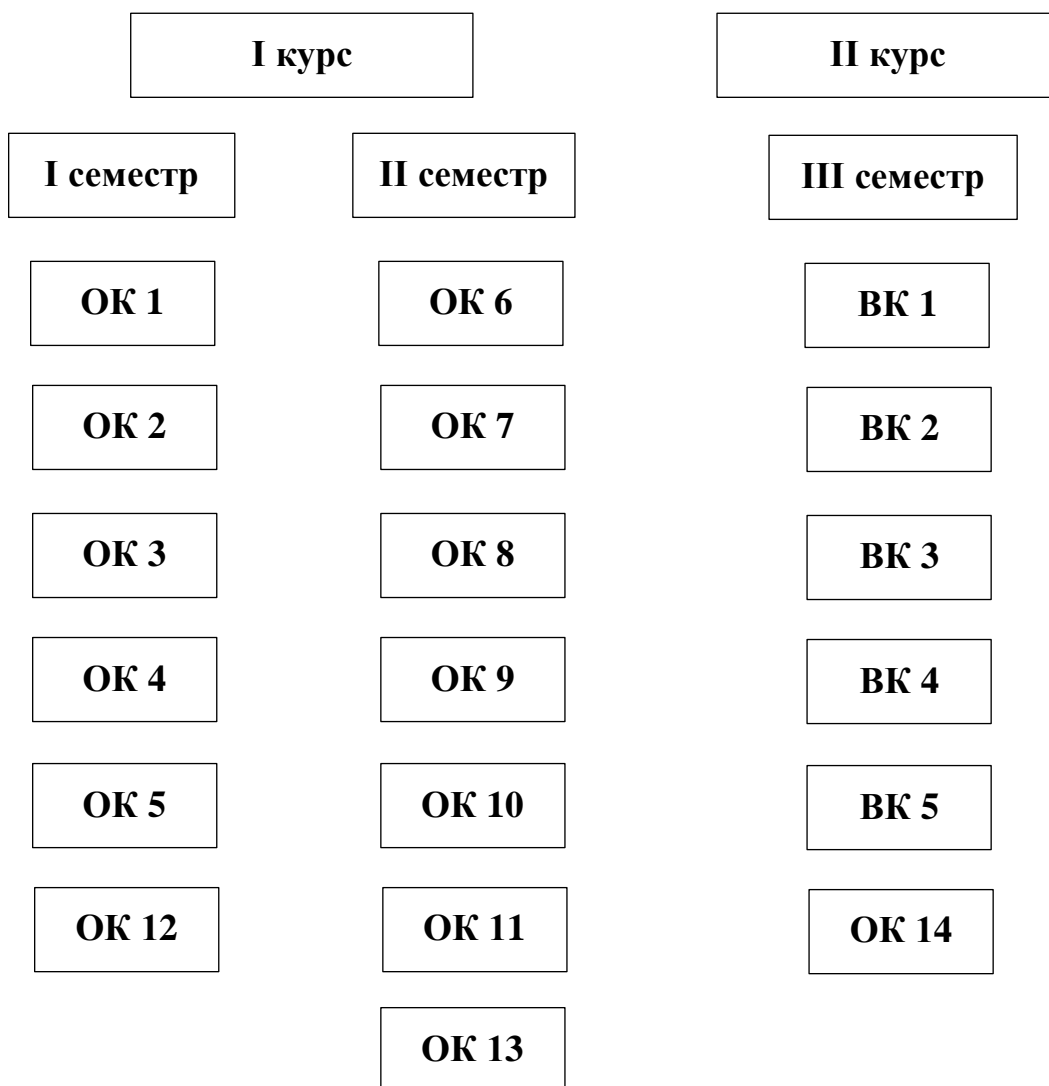 I курс
II курс
I семестр
II семестр
III семестр
ОК 1
ОК 6
ВК 1
ОК 2
ОК 7
ВК 2
ОК 3
ОК 8
ВК 3
ОК 4
ОК 9
ВК 4
ОК 5
ОК 10
ВК 5
ОК 12
ОК 11
ОК 14
ОК 13